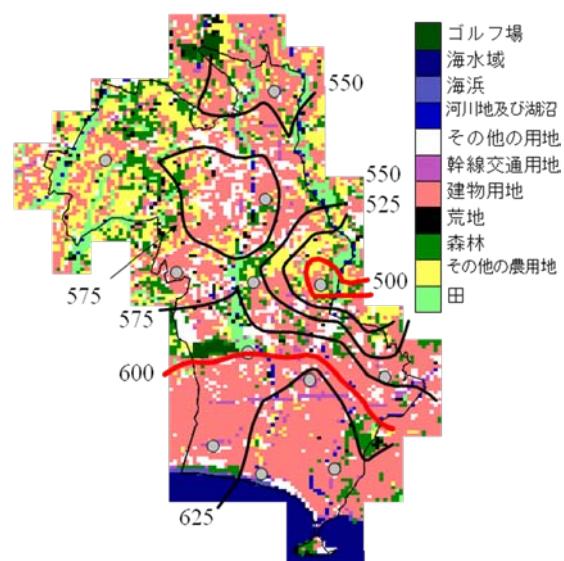 ゴルフ場
海水域
海浜
河川地及び湖沼
その他の用地
幹線交通用地
建物用地
荒地
森林
その他の農用地
田
550
550
525
500
575
575
600
625